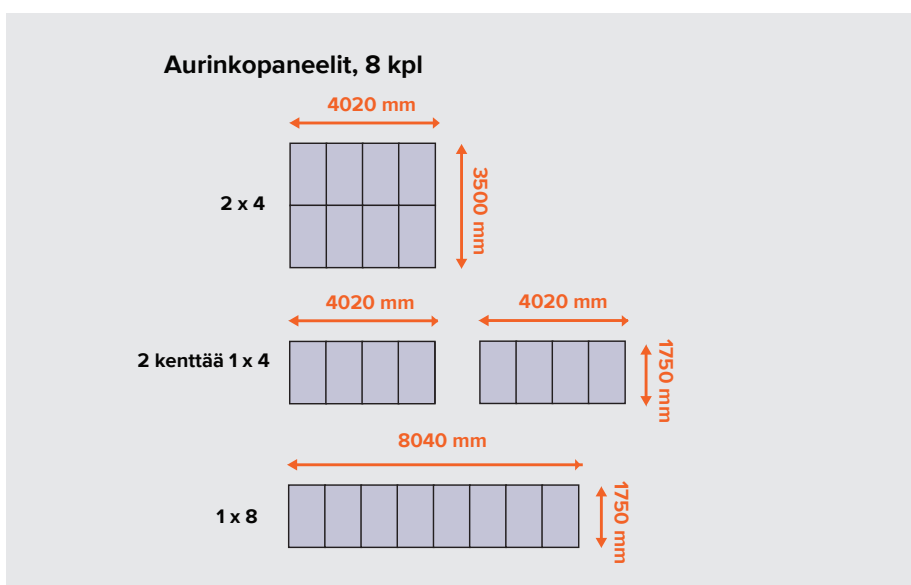 Aurinkopaneelit, 8 kpl
4020 mm
2 x 4
3500 mm
4020 mm
4020 mm
2 kenttää 1 x 4
1750 mm
8040 mm
1 x 8
1750 mm